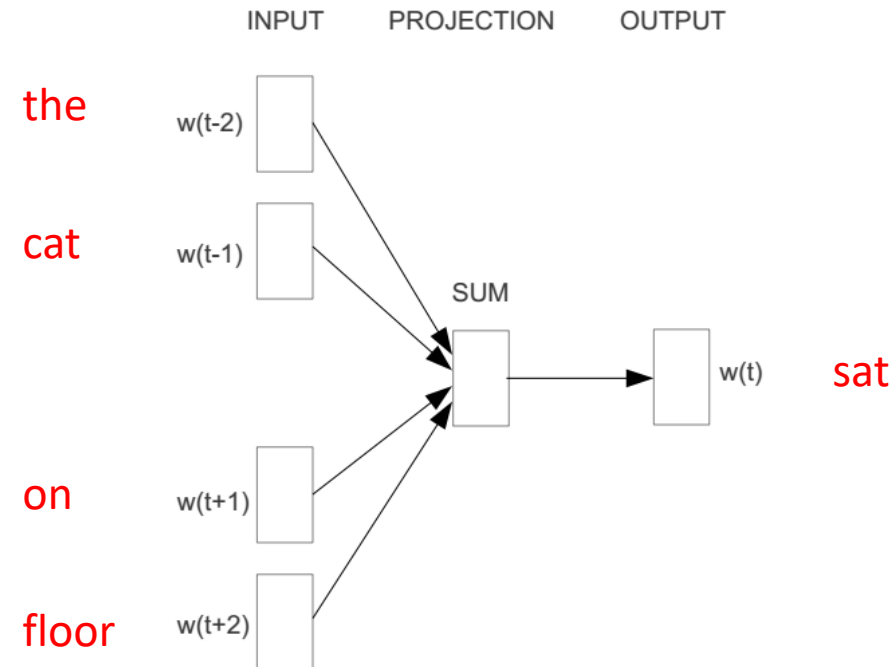 INPUT PROJECTION OUTPUT
the w(t-2)
cat w(t-1)
SUM
w(t) sat
on w(t+1)
floor w(t+2)